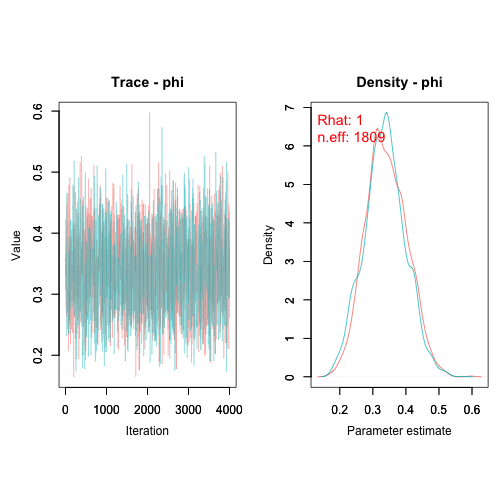 Trace - phi
Value
0.2
0.3
0.4
0.5
0.6
0
1000
2000
3000
4000
Iteration
Density - phi
Rhat: 1
n.eff: 1809
Density
0
1
2
3
4
5
6
7
0.2
0.3
0.4
0.5
0.6
Parameter estimate